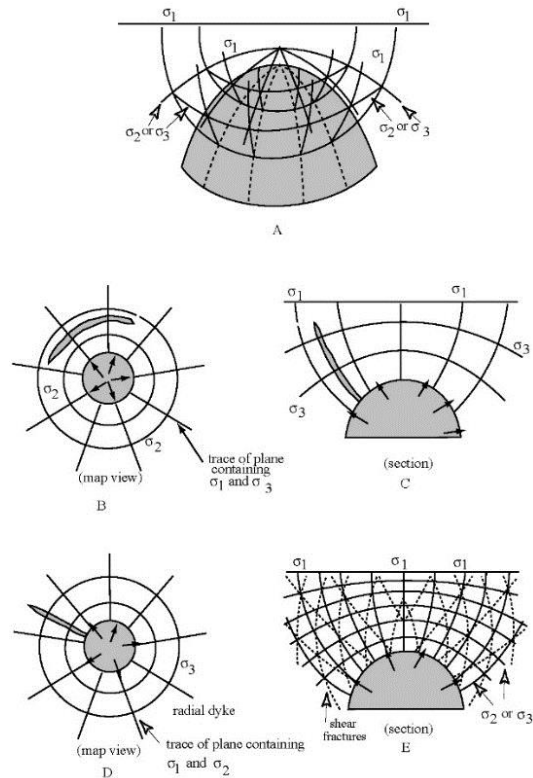 σ1 σ1
σ1
σ1
σ2 or σ3
σ2 or σ3
A
σ2
σ2
trace of plane
containing
σ1 and σ3
(map view)
B
σ1 σ1
σ3
σ3
(section)
C
σ3
radial dyke
trace of plane containing
σ1 and σ2
(map view)
D
σ1 σ1 σ1
shear
fractures
σ2 or σ3
(section)
E